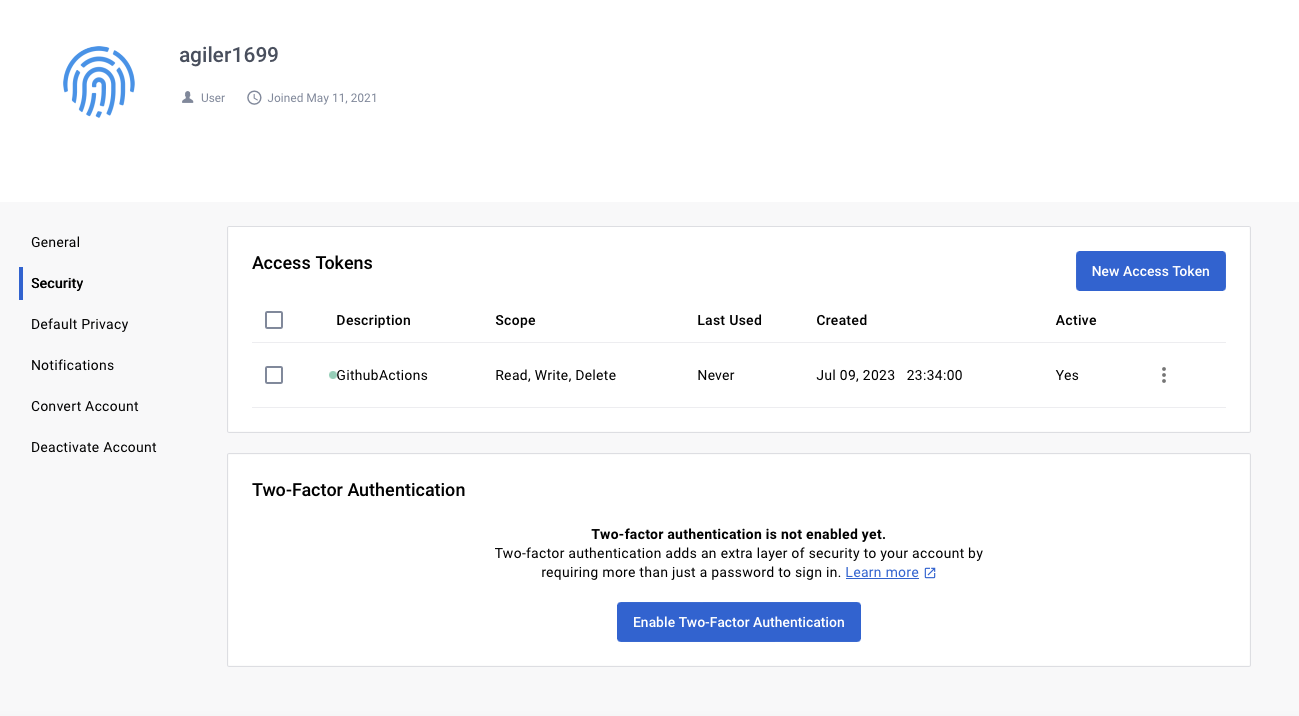 agiler1699
User Joined May 11, 2021
General
Security
Default Privacy
Notifications
Convert Account
Deactivate Account
Access Tokens
New Access Token
Description Scope Last Used Created Active
GithubActions Read, Write, Delete Never Jul 09, 2023 23:34:00 Yes
Two-Factor Authentication
Two-factor authentication is not enabled yet.
Two-factor authentication adds an extra layer of security to your account by
requiring more than just a password to sign in. Learn more
Enable Two-Factor Authentication